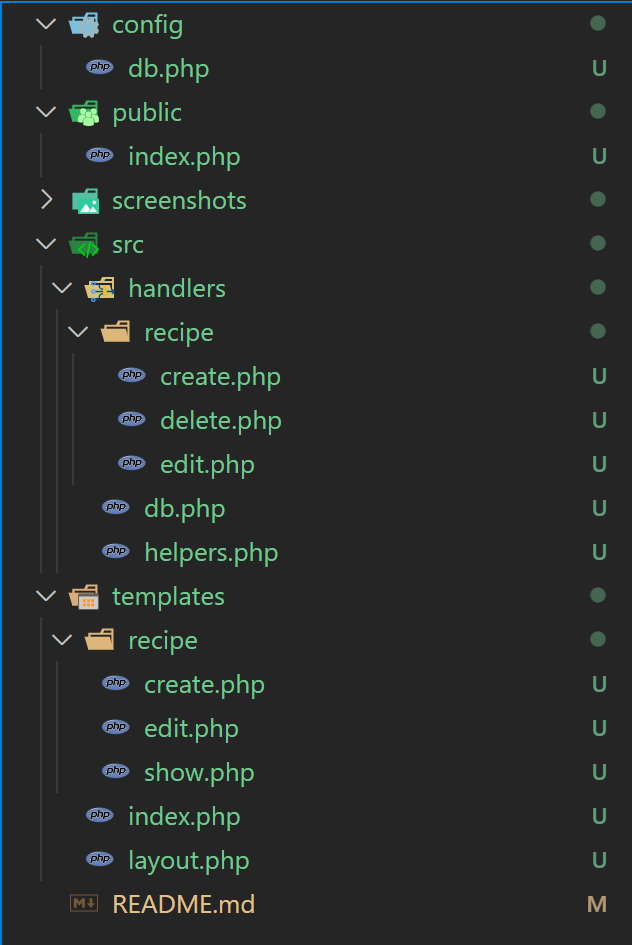 config
php db.php U
public
php index.php U
screenshots
src
handlers
recipe
php create.php U
php delete.php U
php edit.php U
php db.php U
php helpers.php U
templates
recipe
php create.php U
php edit.php U
php show.php U
php index.php U
php layout.php U
M README.md M